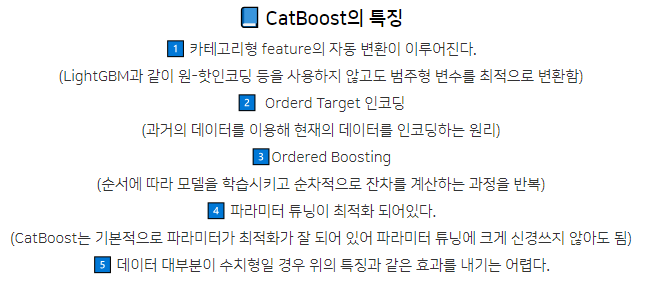 📘 CatBoost의 특징
1️⃣ 카테고리형 feature의 자동 변환이 이루어진다.
(LightGBM과 같이 원-핫인코딩 등을 사용하지 않고도 범주형 변수를 최적으로 변환함)
2️⃣ Orderd Target 인코딩
(과거의 데이터를 이용해 현재의 데이터를 인코딩하는 원리)
3️⃣Ordered Boosting
(순서에 따라 모델을 학습시키고 순차적으로 잔차를 계산하는 과정을 반복)
4️⃣ 파라미터 튜닝이 최적화 되어있다.
(CatBoost는 기본적으로 파라미터가 최적화가 잘 되어 있어 파라미터 튜닝에 크게 신경쓰지 않아도 됨)
5️⃣ 데이터 대부분이 수치형일 경우 위의 특징과 같은 효과를 내기는 어렵다.